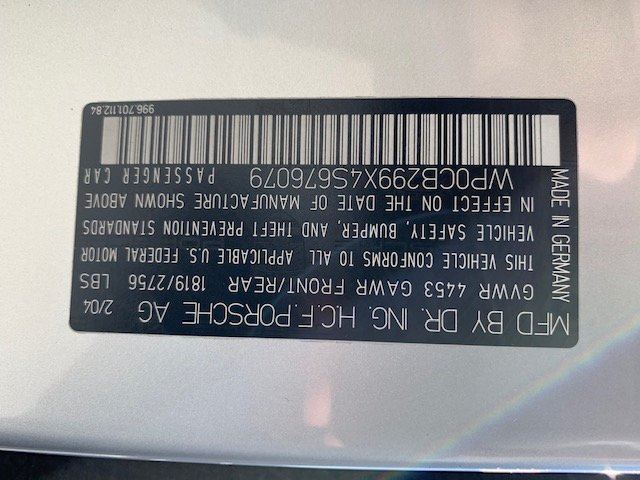 MFD BY DR. ING. H.C.F. PORSCHE AG 2/04
GVWR 4453 GAWR FRONT/REAR 1819/2756 LBS
THIS VEHICLE CONFORMS TO ALL APPLICABLE U.S. FEDERAL MOTOR
VEHICLE SAFETY, BUMPER, AND THEFT PREVENTION STANDARDS
IN EFFECT ON THE DATE OF MANUFACTURE SHOWN ABOVE
WP0CB299X4S676079 PASSENGER CAR
MADE IN GERMANY
996.701.112.84